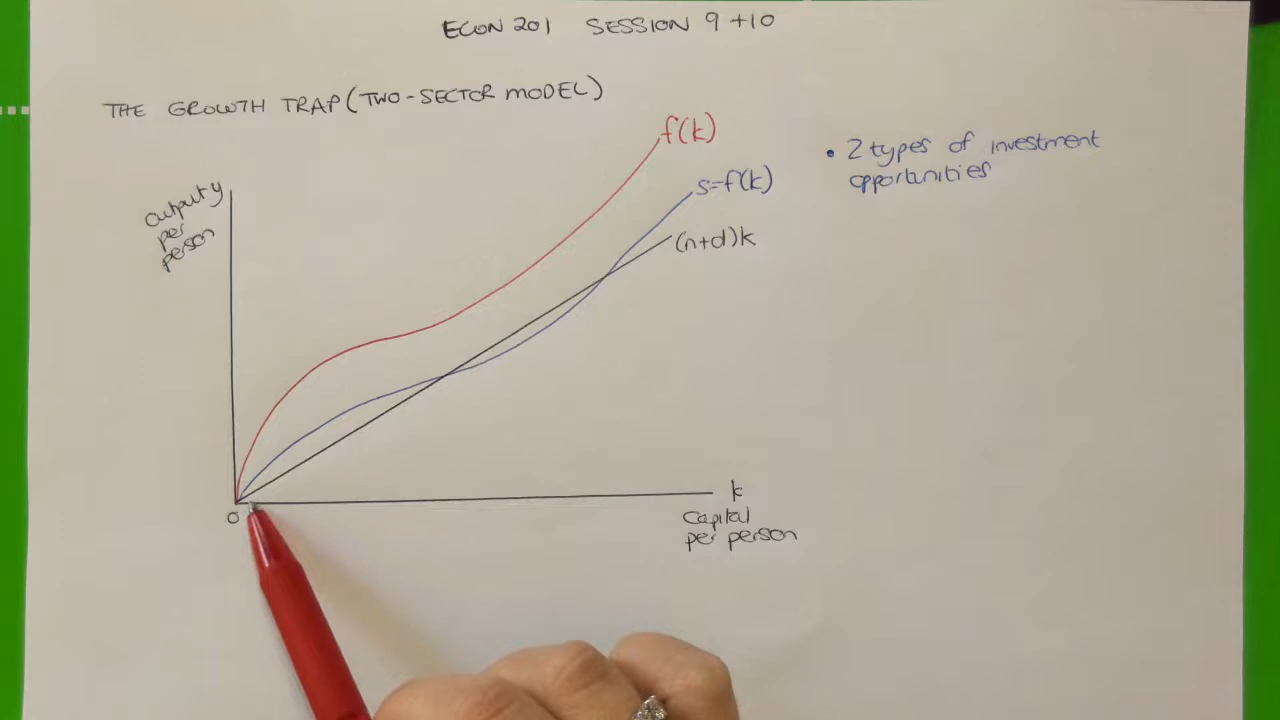 ECON 201 SESSION 9 +10
THE GROWTH TRAP (TWO-SECTOR MODEL)
f(k)
s=f(k)
(n+d)k
• 2 types of investment
opportunities
output y
per
person
0
k
Capital
per person